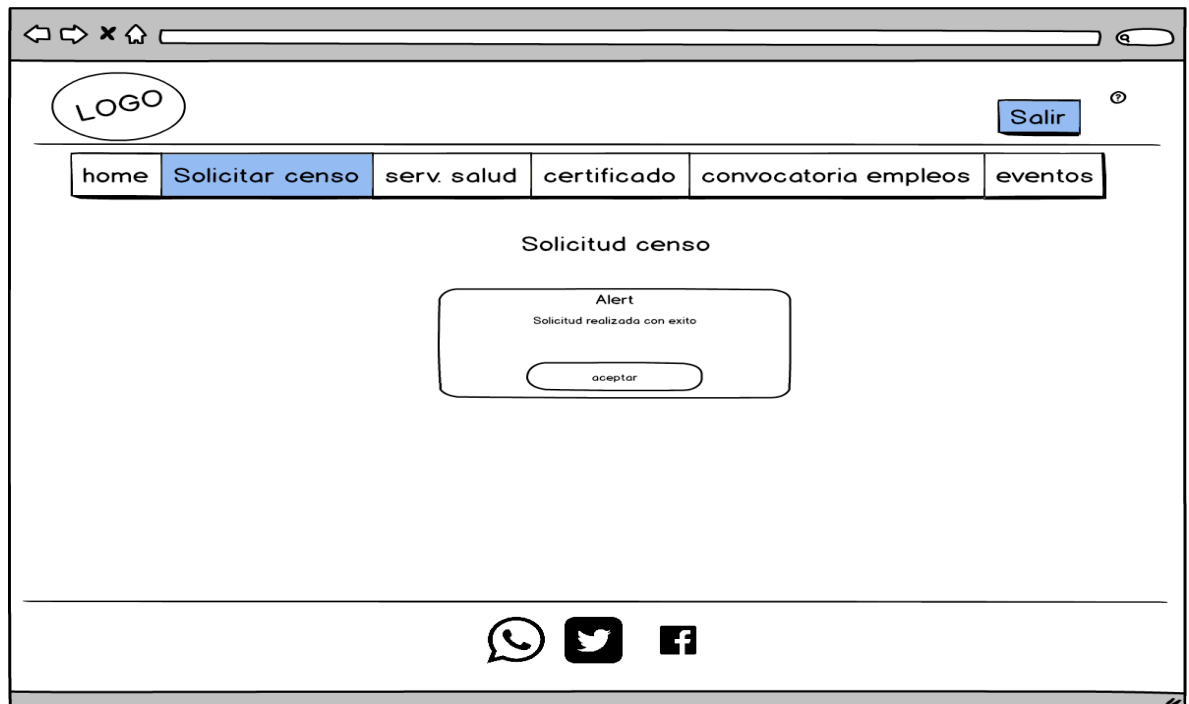 LOGO
Salir
?
home Solicitar censo serv. salud certificado convocatoria empleos eventos
Solicitud censo
Alert
Solicitud realizada con exito
aceptar